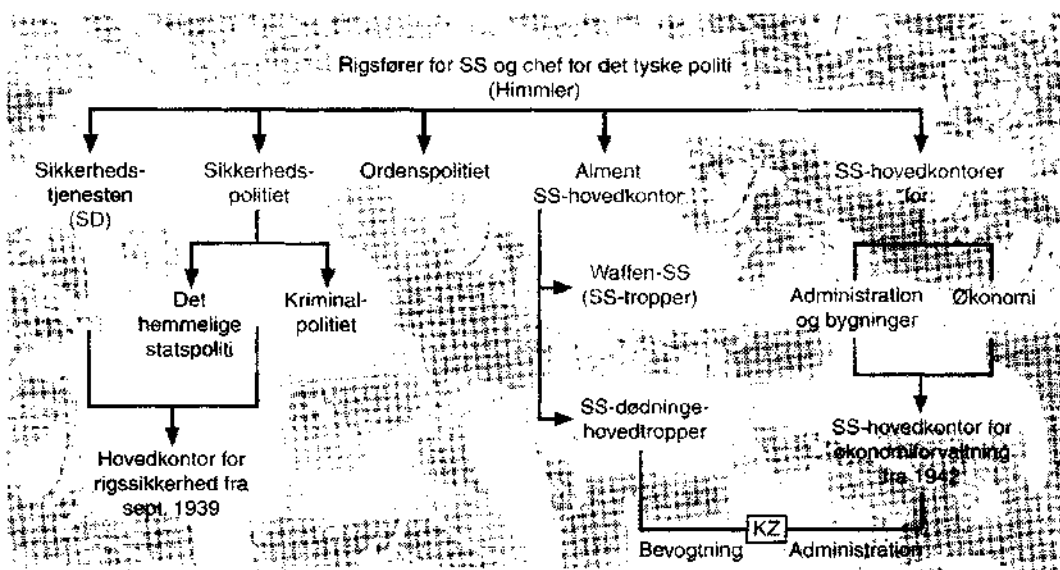 Rigsfører for SS og chef for det tyske politi
(Himmler)
Sikkerheds-
tjenesten
(SD)
Sikkerheds-
politiet
Ordenspolitiet
Alment
SS-hovedkontor
SS-hovedkontorer
for
Det
hemmelige
statspoliti
Kriminal-
politiet
Waffen-SS
(SS-tropper)
Administration
og bygninger
Økonomi
Hovedkontor for
rigssikkerhed fra
sept. 1939
SS-dødninge-
hovedtropper
SS-hovedkontor for
økonomiforvaltning
fra 1942
KZ
Bevogtning
Administration